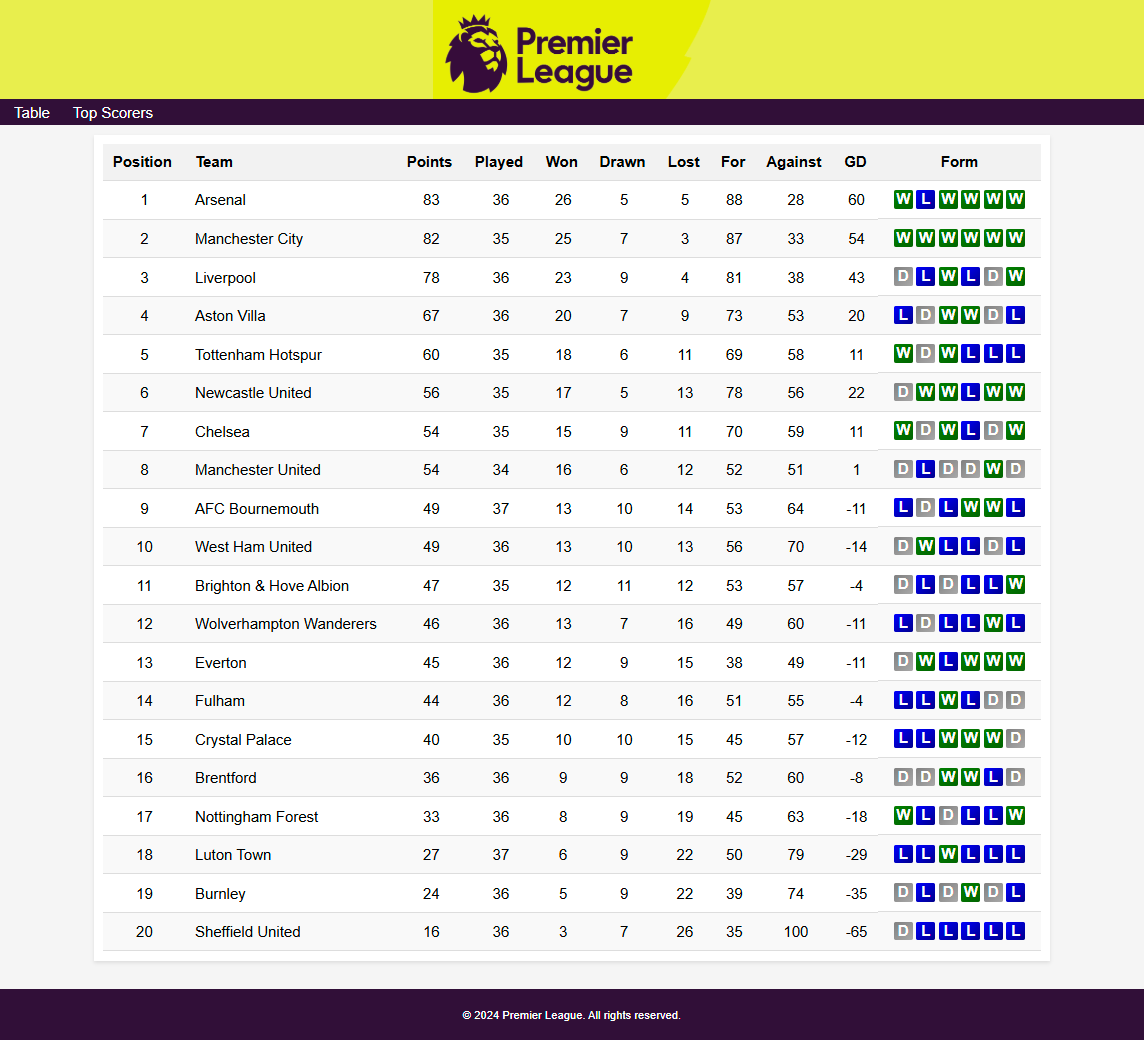 Premier
League
Table Top Scorers
Position Team Points Played Won Drawn Lost For Against GD Form
1 Arsenal 83 36 26 5 5 88 28 60 W L W W W W
2 Manchester City 82 35 25 7 3 87 33 54 W W W W W W
3 Liverpool 78 36 23 9 4 81 38 43 D L W L D W
4 Aston Villa 67 36 20 7 9 73 53 20 L D W W D L
5 Tottenham Hotspur 60 35 18 6 11 69 58 11 W D W L L L
6 Newcastle United 56 35 17 5 13 78 56 22 D W W L W W
7 Chelsea 54 35 15 9 11 70 59 11 W D W L D W
8 Manchester United 54 34 16 6 12 52 51 1 D L D D W D
9 AFC Bournemouth 49 37 13 10 14 53 64 -11 L D L W W L
10 West Ham United 49 36 13 10 13 56 70 -14 D W L L D L
11 Brighton & Hove Albion 47 35 12 11 12 53 57 -4 D L D L L W
12 Wolverhampton Wanderers 46 36 13 7 16 49 60 -11 L D L L W L
13 Everton 45 36 12 9 15 38 49 -11 D W L W W W
14 Fulham 44 36 12 8 16 51 55 -4 L L W L D D
15 Crystal Palace 40 35 10 10 15 45 57 -12 L L W W W D
16 Brentford 36 36 9 9 18 52 60 -8 D D W W L D
17 Nottingham Forest 33 36 8 9 19 45 63 -18 W L D L L W
18 Luton Town 27 37 6 9 22 50 79 -29 L L W L L L
19 Burnley 24 36 5 9 22 39 74 -35 D L D W D L
20 Sheffield United 16 36 3 7 26 35 100 -65 D L L L L L
© 2024 Premier League. All rights reserved.